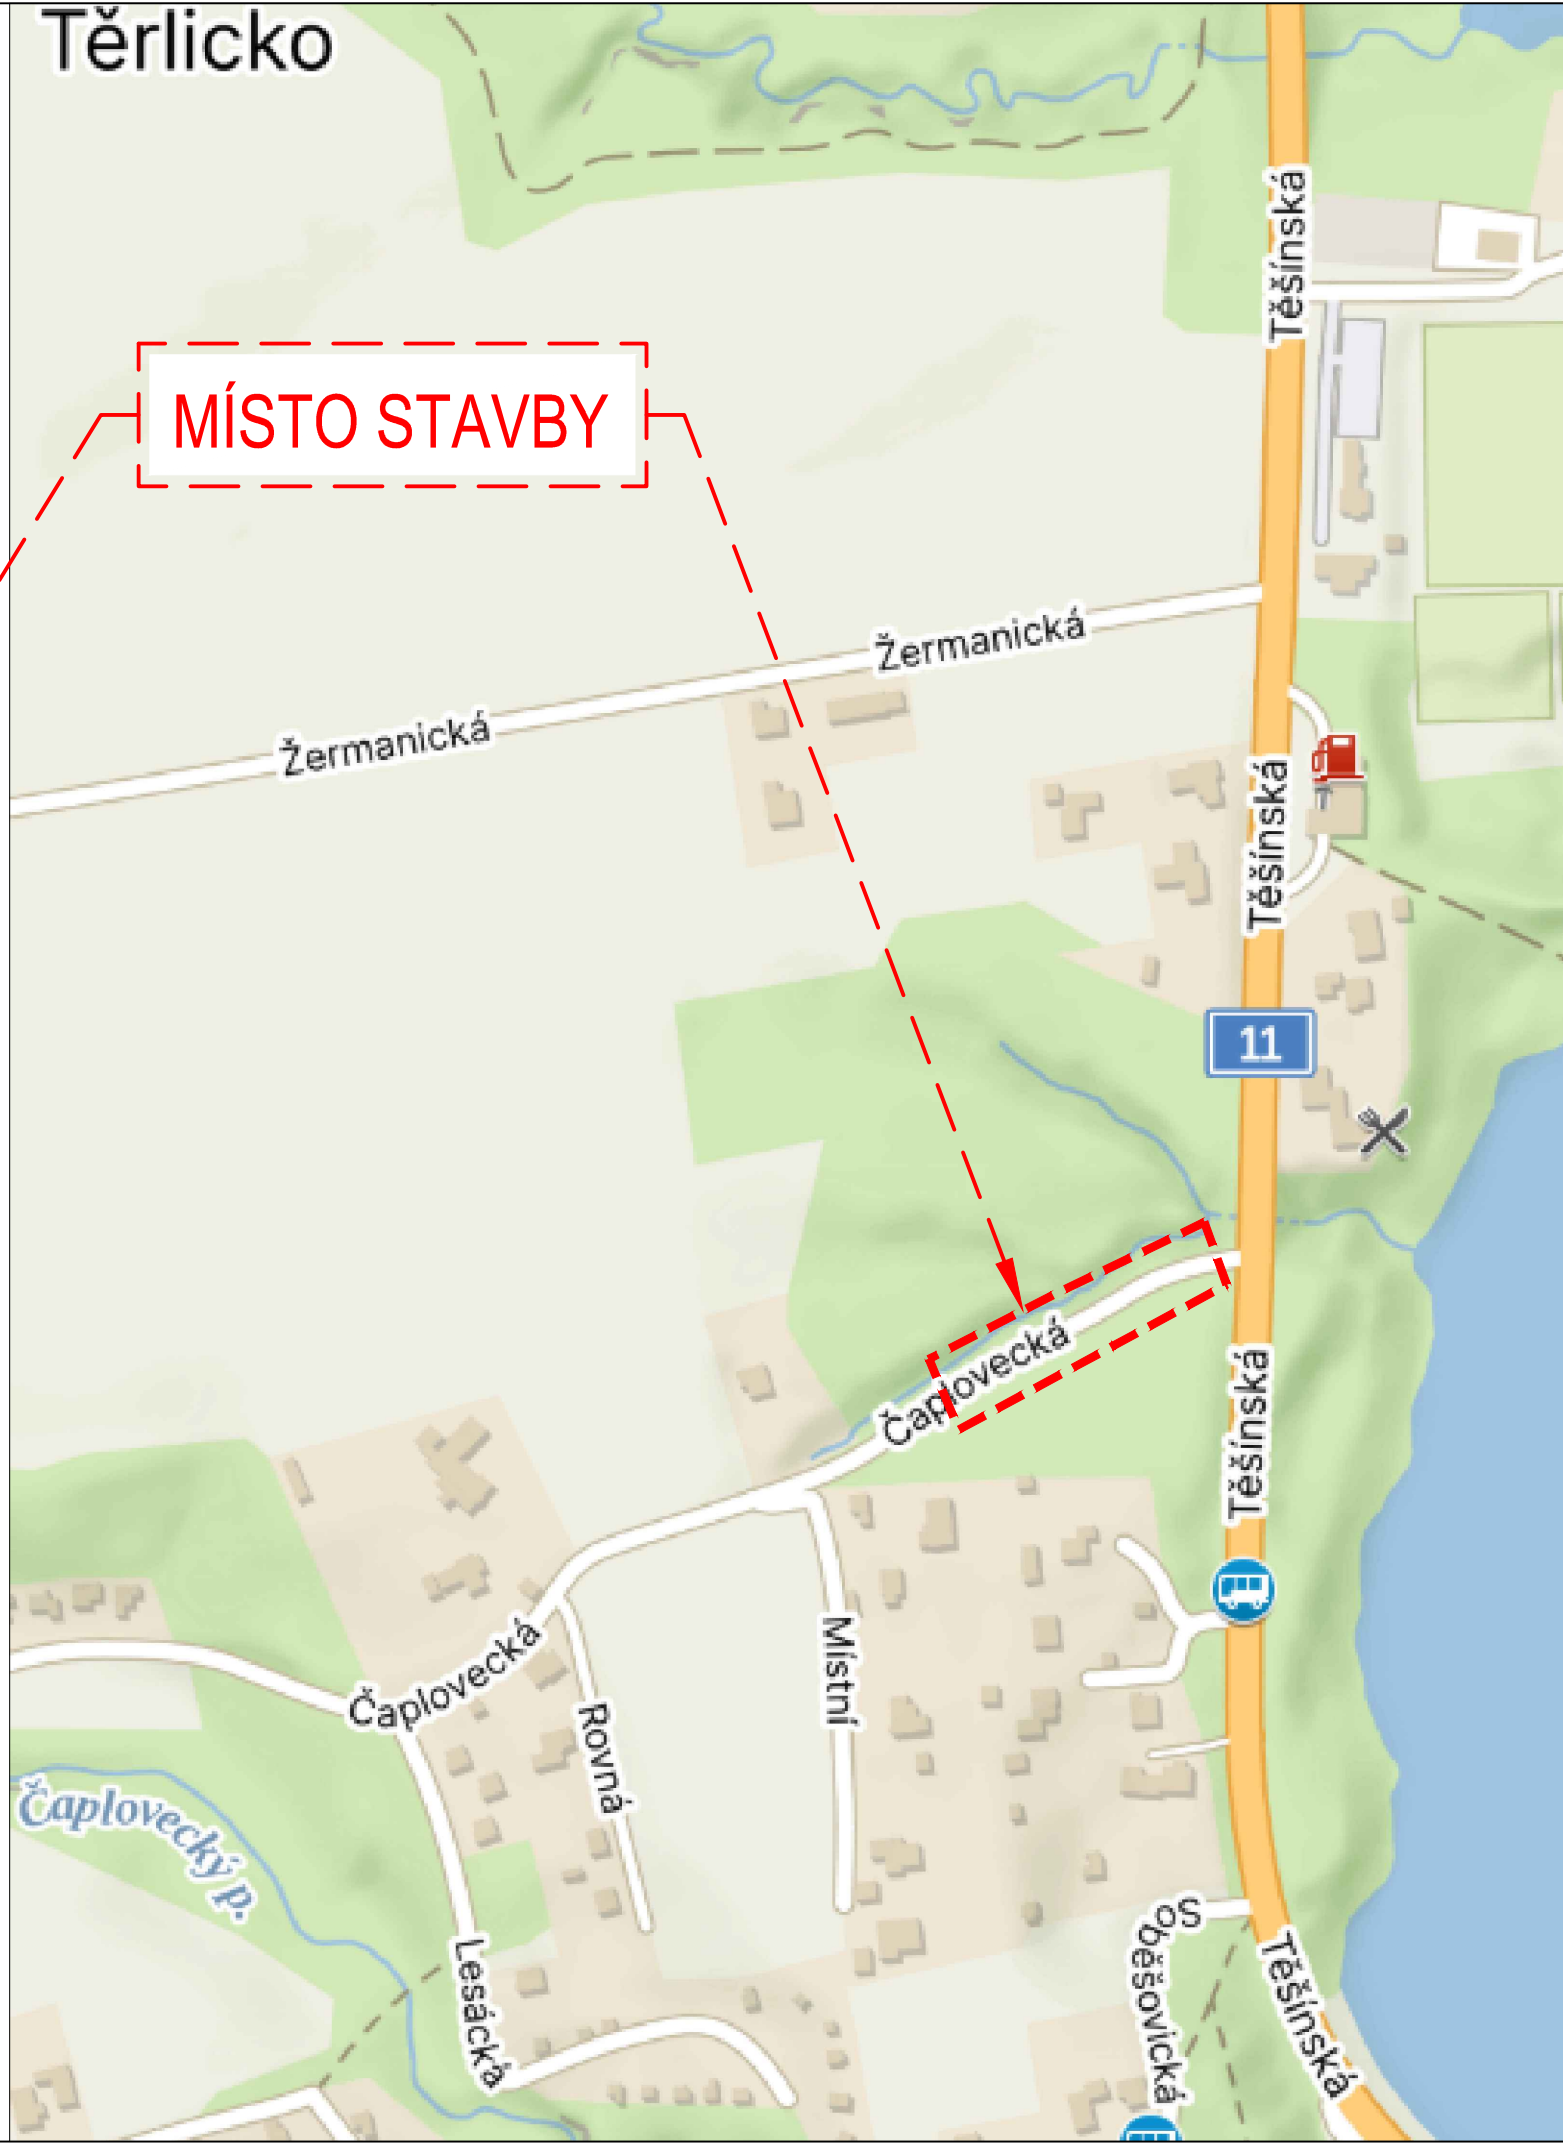 Těrlicko
Těšínská
MÍSTO STAVBY
Žermanická
Žermanická
Těšínská
11
Čaplovecká
Těšínská
Čaplovecká
Místní
Rovná
Čaplovecký p.
Lesácká
Soběšovická
Těšínská